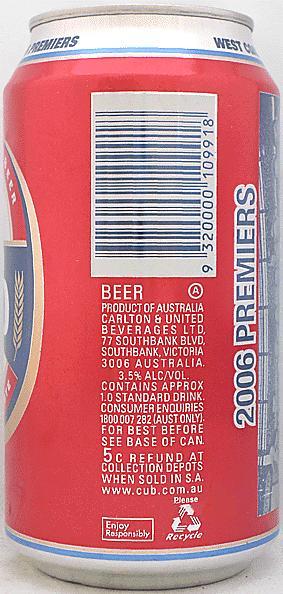 PREMIERS
WEST CO
9 320000 109918
BEER A
PRODUCT OF AUSTRALIA
CARLTON & UNITED
BEVERAGES LTD,
77 SOUTHBANK BLVD,
SOUTHBANK, VICTORIA
3006 AUSTRALIA.
3.5% ALC/VOL.
CONTAINS APPROX
1.0 STANDARD DRINK.
CONSUMER ENQUIRIES
1800 007 282 (AUST ONLY).
FOR BEST BEFORE
SEE BASE OF CAN.
5c REFUND AT
COLLECTION DEPOTS
WHEN SOLD IN S.A.
www.cub.com.au
Please
Recycle
Enjoy
Responsibly
2006 PREMIERS